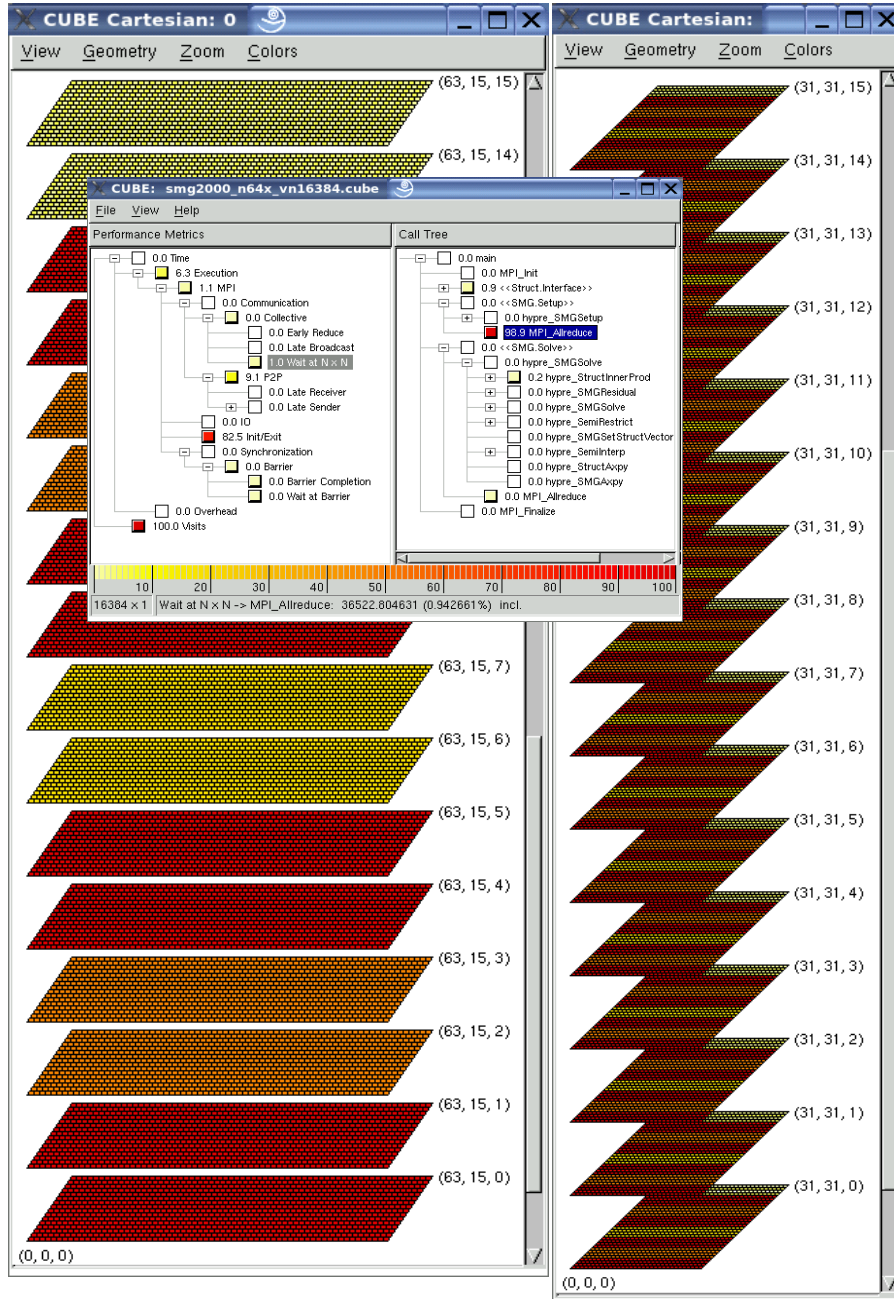 CUBE Cartesian: 0
View Geometry Zoom Colors
(63, 15, 15)
(63, 15, 14)
CUBE: smg2000_n64x_vn16384.cube
File View Help
Performance Metrics
0.0 Time
6.3 Execution
1.1 MPI
0.0 Communication
0.0 Collective
0.0 Early Reduce
0.0 Late Broadcast
1.0 Wait at N × N
9.1 P2P
0.0 Late Receiver
0.0 Late Sender
0.0 IO
82.5 Init/Exit
0.0 Synchronization
0.0 Barrier
0.0 Barrier Completion
0.0 Wait at Barrier
0.0 Overhead
100.0 Visits
Call Tree
0.0 main
0.0 MPI_Init
0.9 <<Struct.Interface>>
0.0 <<SMG.Setup>>
0.0 hypre_SMGSetup
98.9 MPI_Allreduce
0.0 <<SMG.Solve>>
0.0 hypre_SMGSolve
0.2 hypre_StructInnerProd
0.0 hypre_SMGResidual
0.0 hypre_SMGSolve
0.0 hypre_SemiRestrict
0.0 hypre_SMGSetStructVector
0.0 hypre_SemiInterp
0.0 hypre_StructAxpy
0.0 hypre_SMGAxpy
0.0 MPI_Allreduce
0.0 MPI_Finalize
10 20 30 40 50 60 70 80 90 100
16384 × 1 Wait at N × N -> MPI_Allreduce: 36522.804631 (0.942661%) incl.
(63, 15, 7)
(63, 15, 6)
(63, 15, 5)
(63, 15, 4)
(63, 15, 3)
(63, 15, 2)
(63, 15, 1)
(63, 15, 0)
(0, 0, 0)
CUBE Cartesian:
View Geometry Zoom Colors
(31, 31, 15)
(31, 31, 14)
(31, 31, 13)
(31, 31, 12)
(31, 31, 11)
(31, 31, 10)
(31, 31, 9)
(31, 31, 8)
(31, 31, 7)
(31, 31, 6)
(31, 31, 5)
(31, 31, 4)
(31, 31, 3)
(31, 31, 2)
(31, 31, 1)
(31, 31, 0)
(0, 0, 0)